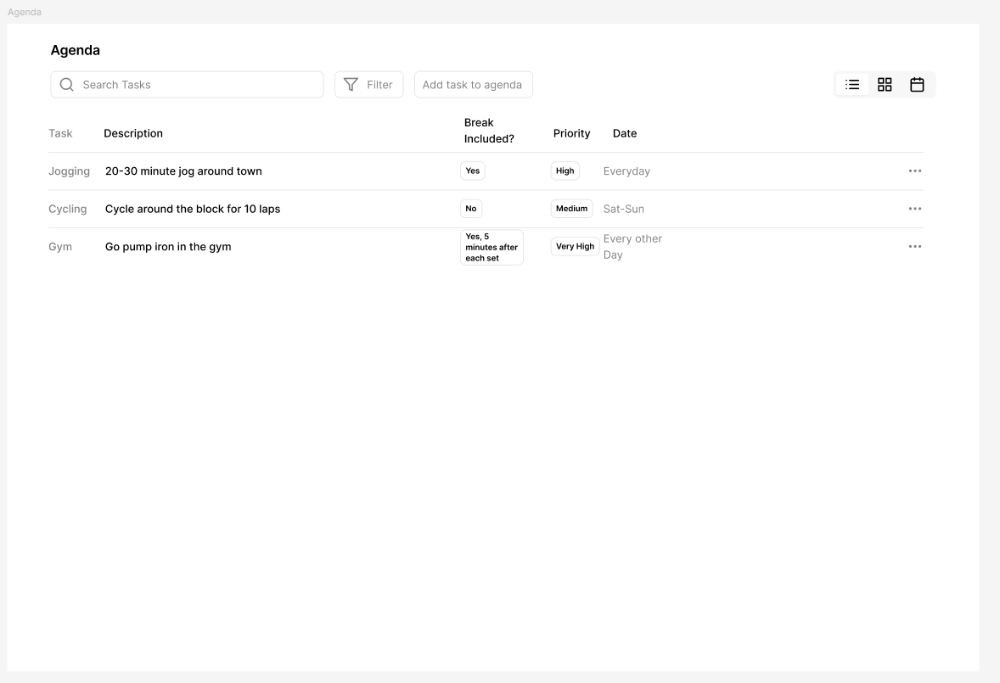 Agenda
Agenda
Search Tasks
Filter
Add task to agenda
Task
Description
Break
Included?
Priority
Date
Jogging
20-30 minute jog around town
Yes
High
Everyday
Cycling
Cycle around the block for 10 laps
No
Medium
Sat-Sun
Gym
Go pump iron in the gym
Yes, 5
minutes after
each set
Very High
Every other
Day